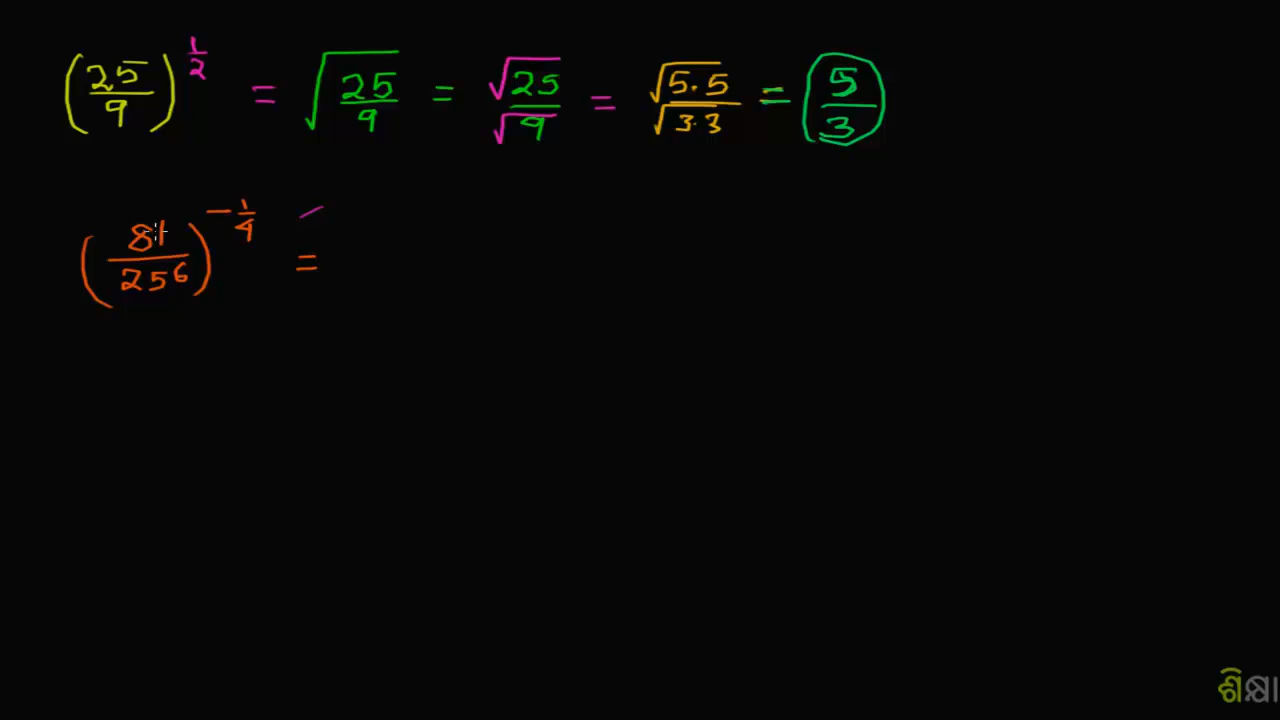 (25/9)^(1/2) = √(25/9) = √25/√9 = √(5·5)/√(3·3) = 5/3
(81/256)^(-1/4) =
ଶିକ୍ଷା